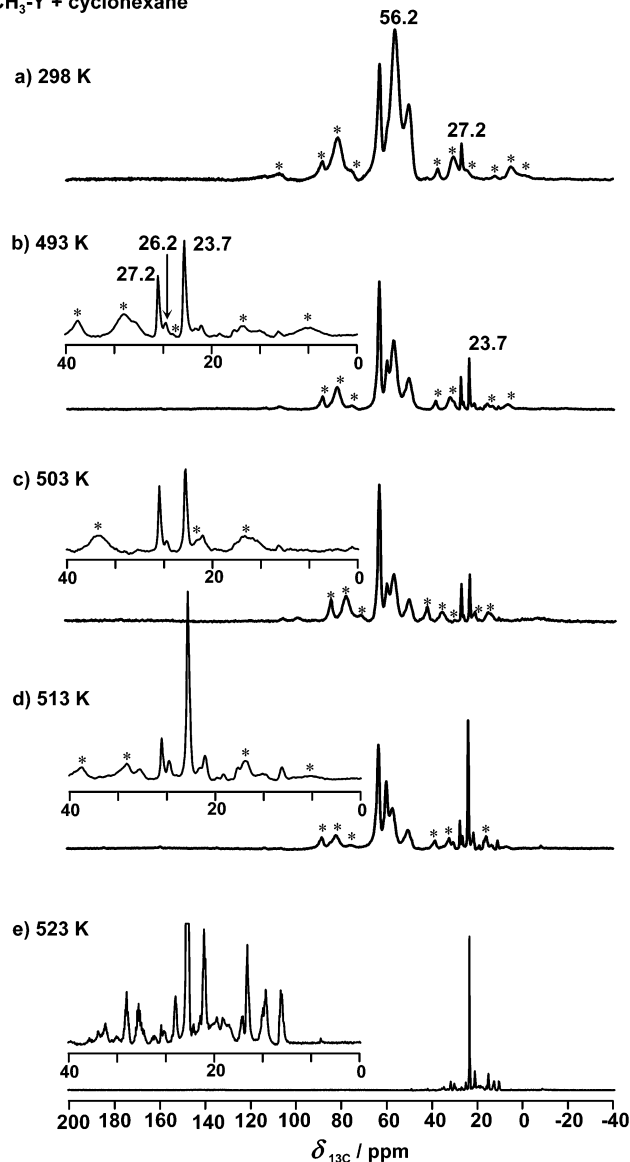 CH3-Y + cyclohexane
56.2
a) 298 K
27.2
* * * * * * * * * *
b) 493 K
26.2
23.7
27.2
* * * * *
40 20 0
23.7
* * * * * * *
c) 503 K
* * *
40 20 0
* * * * * * * *
d) 513 K
* * * *
40 20 0
* * * * * *
e) 523 K
40 20 0
200 180 160 140 120 100 80 60 40 20 0 -20 -40
δ 13C / ppm